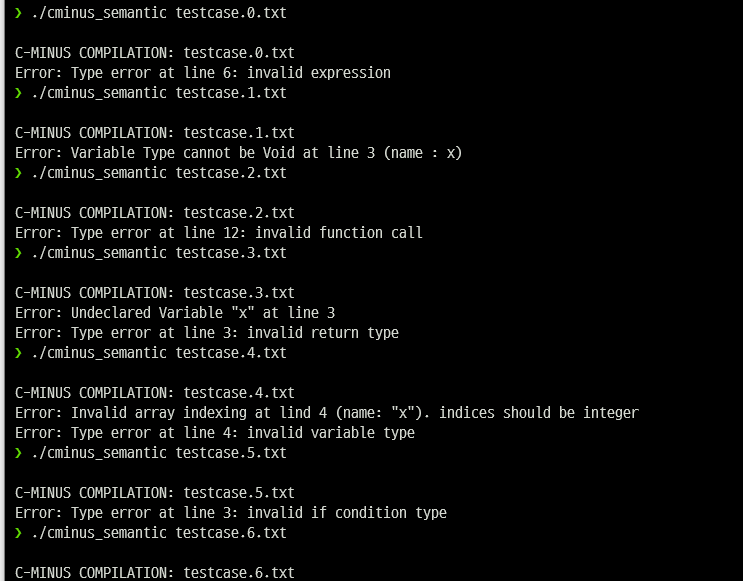 ❯ ./cminus_semantic testcase.0.txt
C-MINUS COMPILATION: testcase.0.txt
Error: Type error at line 6: invalid expression
❯ ./cminus_semantic testcase.1.txt
C-MINUS COMPILATION: testcase.1.txt
Error: Variable Type cannot be Void at line 3 (name : x)
❯ ./cminus_semantic testcase.2.txt
C-MINUS COMPILATION: testcase.2.txt
Error: Type error at line 12: invalid function call
❯ ./cminus_semantic testcase.3.txt
C-MINUS COMPILATION: testcase.3.txt
Error: Undeclared Variable "x" at line 3
Error: Type error at line 3: invalid return type
❯ ./cminus_semantic testcase.4.txt
C-MINUS COMPILATION: testcase.4.txt
Error: Invalid array indexing at lind 4 (name: "x"). indices should be integer
Error: Type error at line 4: invalid variable type
❯ ./cminus_semantic testcase.5.txt
C-MINUS COMPILATION: testcase.5.txt
Error: Type error at line 3: invalid if condition type
❯ ./cminus_semantic testcase.6.txt
C-MINUS COMPILATION: testcase.6.txt